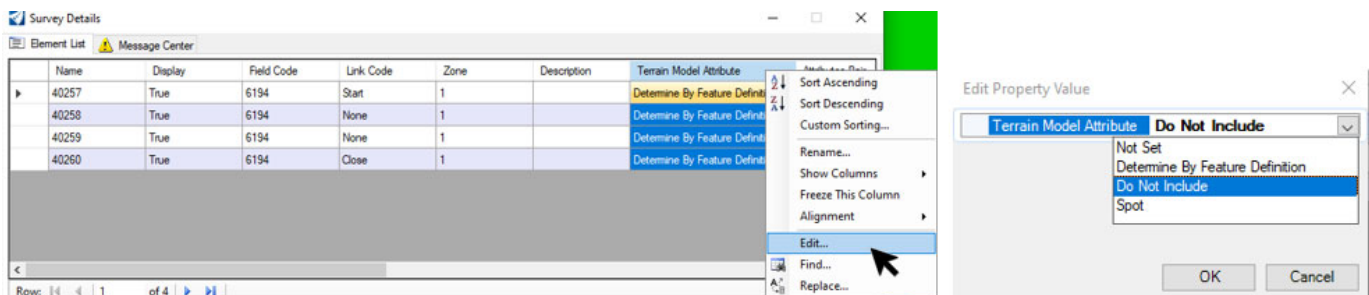 Survey Details
Element List Message Center
Name Display Field Code Link Code Zone Description Terrain Model Attribute
40257 True 6194 Start 1 Determine By Feature
40258 True 6194 None 1 Determine By Feature
40259 True 6194 None 1 Determine By Feature
40260 True 6194 Close 1 Determine By Feature
Row: 1 of 4
Sort Ascending
Sort Descending
Custom Sorting...
Rename...
Show Columns
Freeze This Column
Alignment
Edit...
Find...
Replace...
Edit Property Value
Terrain Model Attribute Do Not Include
Not Set
Determine By Feature Definition
Do Not Include
Spot
OK Cancel